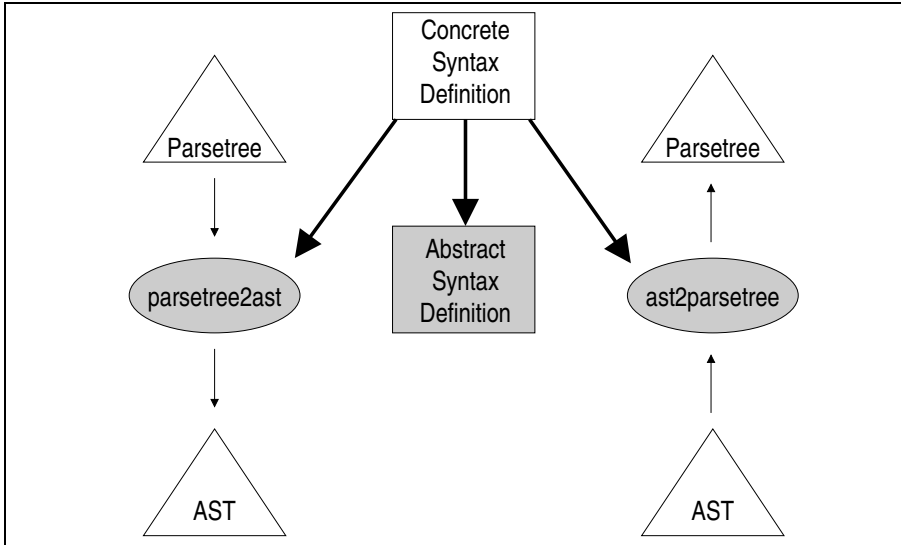 Concrete
Syntax
Definition
Parsetree
Parsetree
parsetree2ast
Abstract
Syntax
Definition
ast2parsetree
AST
AST